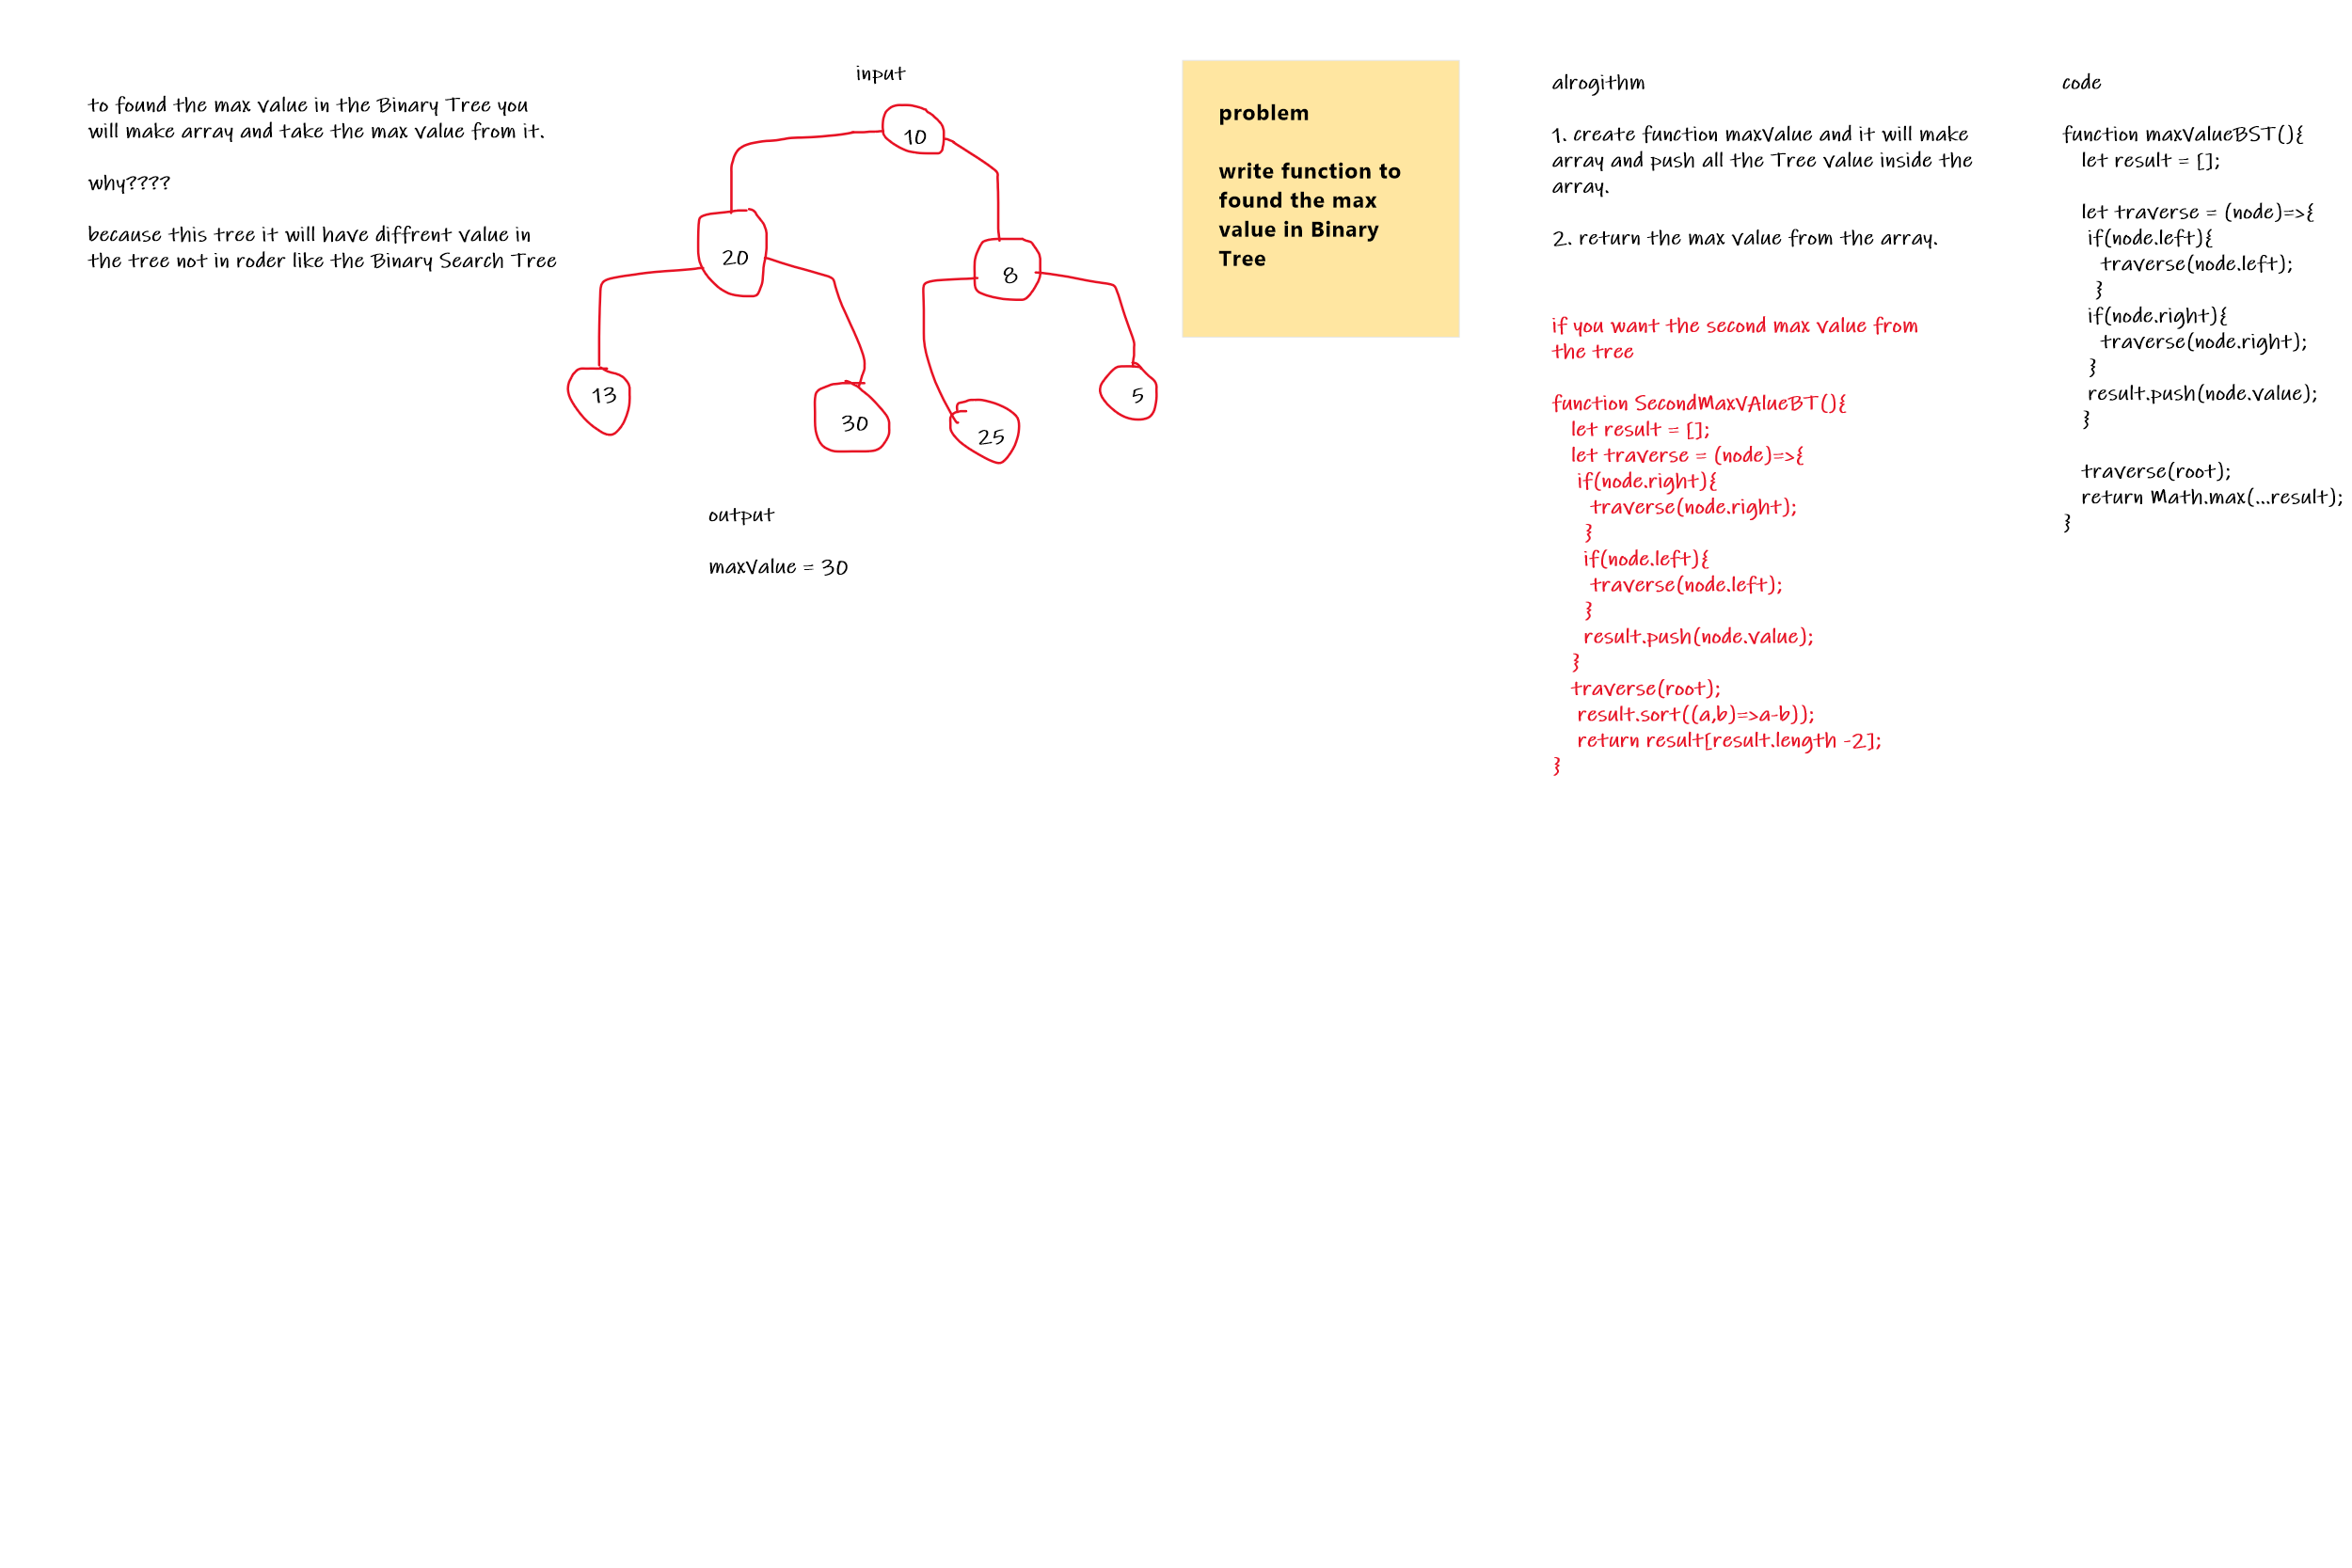 to found the max value in the Binary Tree you
will make array and take the max value from it.
why????
because this tree it will have diffrent value in
the tree not in roder like the Binary Search Tree
input
10
20
8
13
30
25
5
output
maxValue = 30
problem
write function to
found the max
value in Binary
Tree
alrogithm
1. create function maxValue and it will make
array and push all the Tree value inside the
array.
2. return the max value from the array.
if you want the second max value from
the tree
function SecondMaxVAlueBT(){
let result = [];
let traverse = (node)=>{
if(node.right){
traverse(node.right);
}
if(node.left){
traverse(node.left);
}
result.push(node.value);
}
traverse(root);
result.sort((a,b)=>a-b));
return result[result.length -2];
}
code
function maxValueBST(){
let result = [];
let traverse = (node)=>{
if(node.left){
traverse(node.left);
}
if(node.right){
traverse(node.right);
}
result.push(node.value);
}
traverse(root);
return Math.max(...result);
}